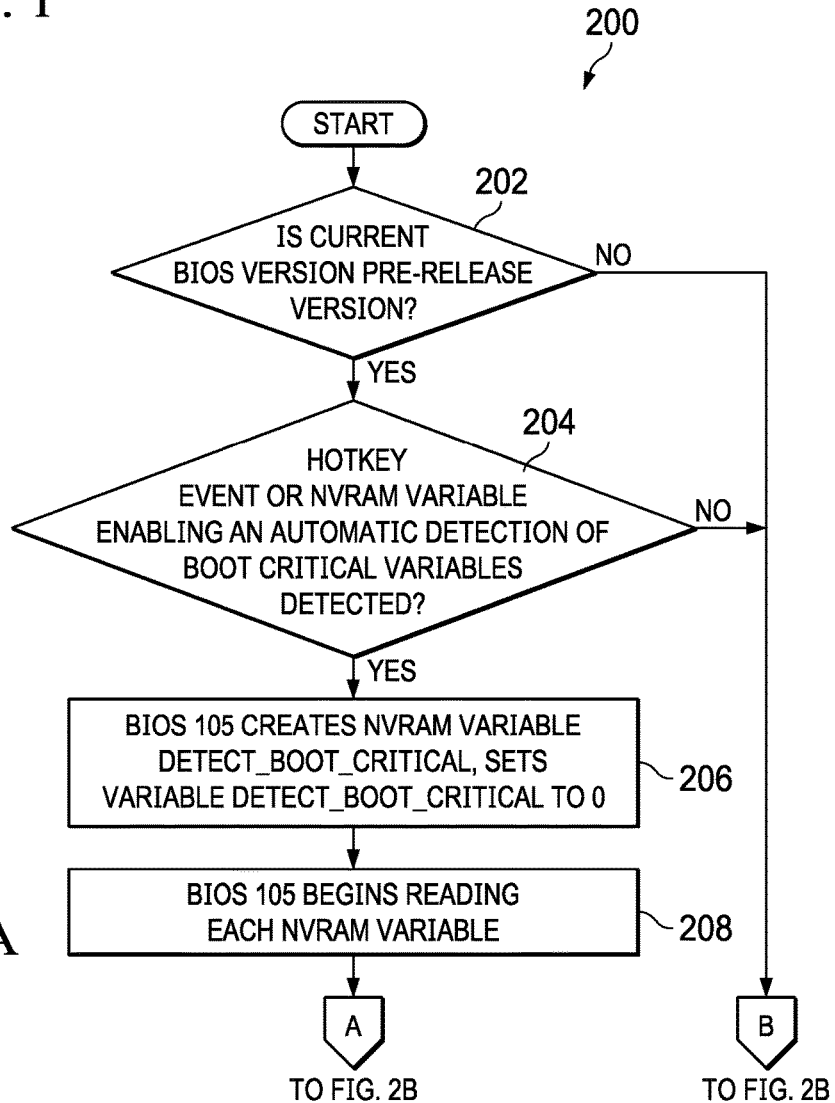 . 1
200
START
202
IS CURRENT
BIOS VERSION PRE-RELEASE
VERSION?
NO
YES
204
HOTKEY
EVENT OR NVRAM VARIABLE
ENABLING AN AUTOMATIC DETECTION OF
BOOT CRITICAL VARIABLES
DETECTED?
NO
YES
BIOS 105 CREATES NVRAM VARIABLE
DETECT_BOOT_CRITICAL, SETS
VARIABLE DETECT_BOOT_CRITICAL TO 0
206
BIOS 105 BEGINS READING
EACH NVRAM VARIABLE
208
A
A
TO FIG. 2B
B
TO FIG. 2B